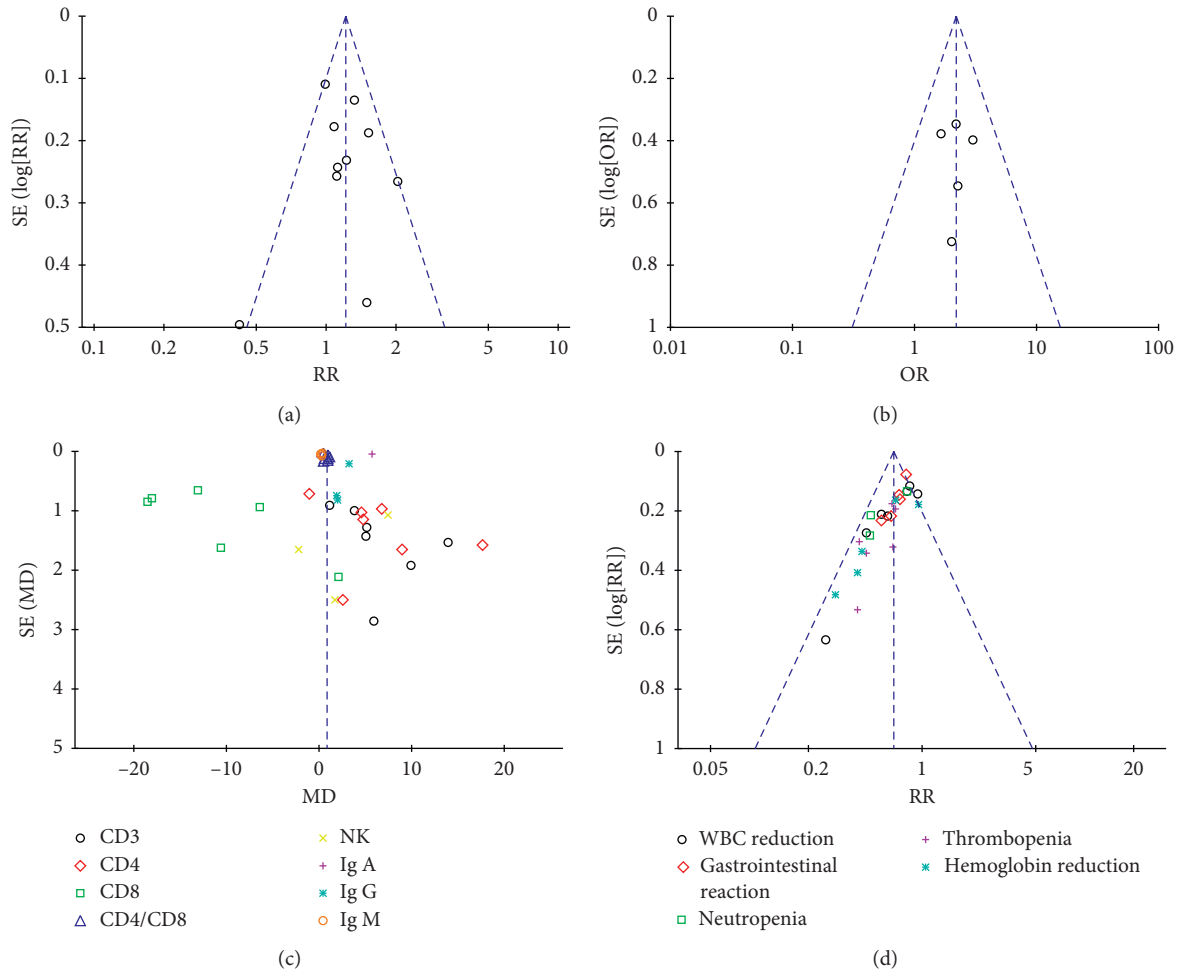 0
0.1
0.2
0.3
0.4
0.5
SE (log[RR])
0.1
0.2
0.5
1
2
5
10
RR
(a)
0
0.2
0.4
0.6
0.8
1
SE (log[OR])
0.01
0.1
1
10
100
OR
(b)
0
1
2
3
4
5
SE (MD)
−20
−10
0
10
20
MD
CD3
CD4
CD8
CD4/CD8
NK
Ig A
Ig G
Ig M
(c)
0
0.2
0.4
0.6
0.8
1
SE (log[RR])
0.05
0.2
1
5
20
RR
WBC reduction
Gastrointestinal
reaction
Neutropenia
Thrombopenia
Hemoglobin reduction
(d)